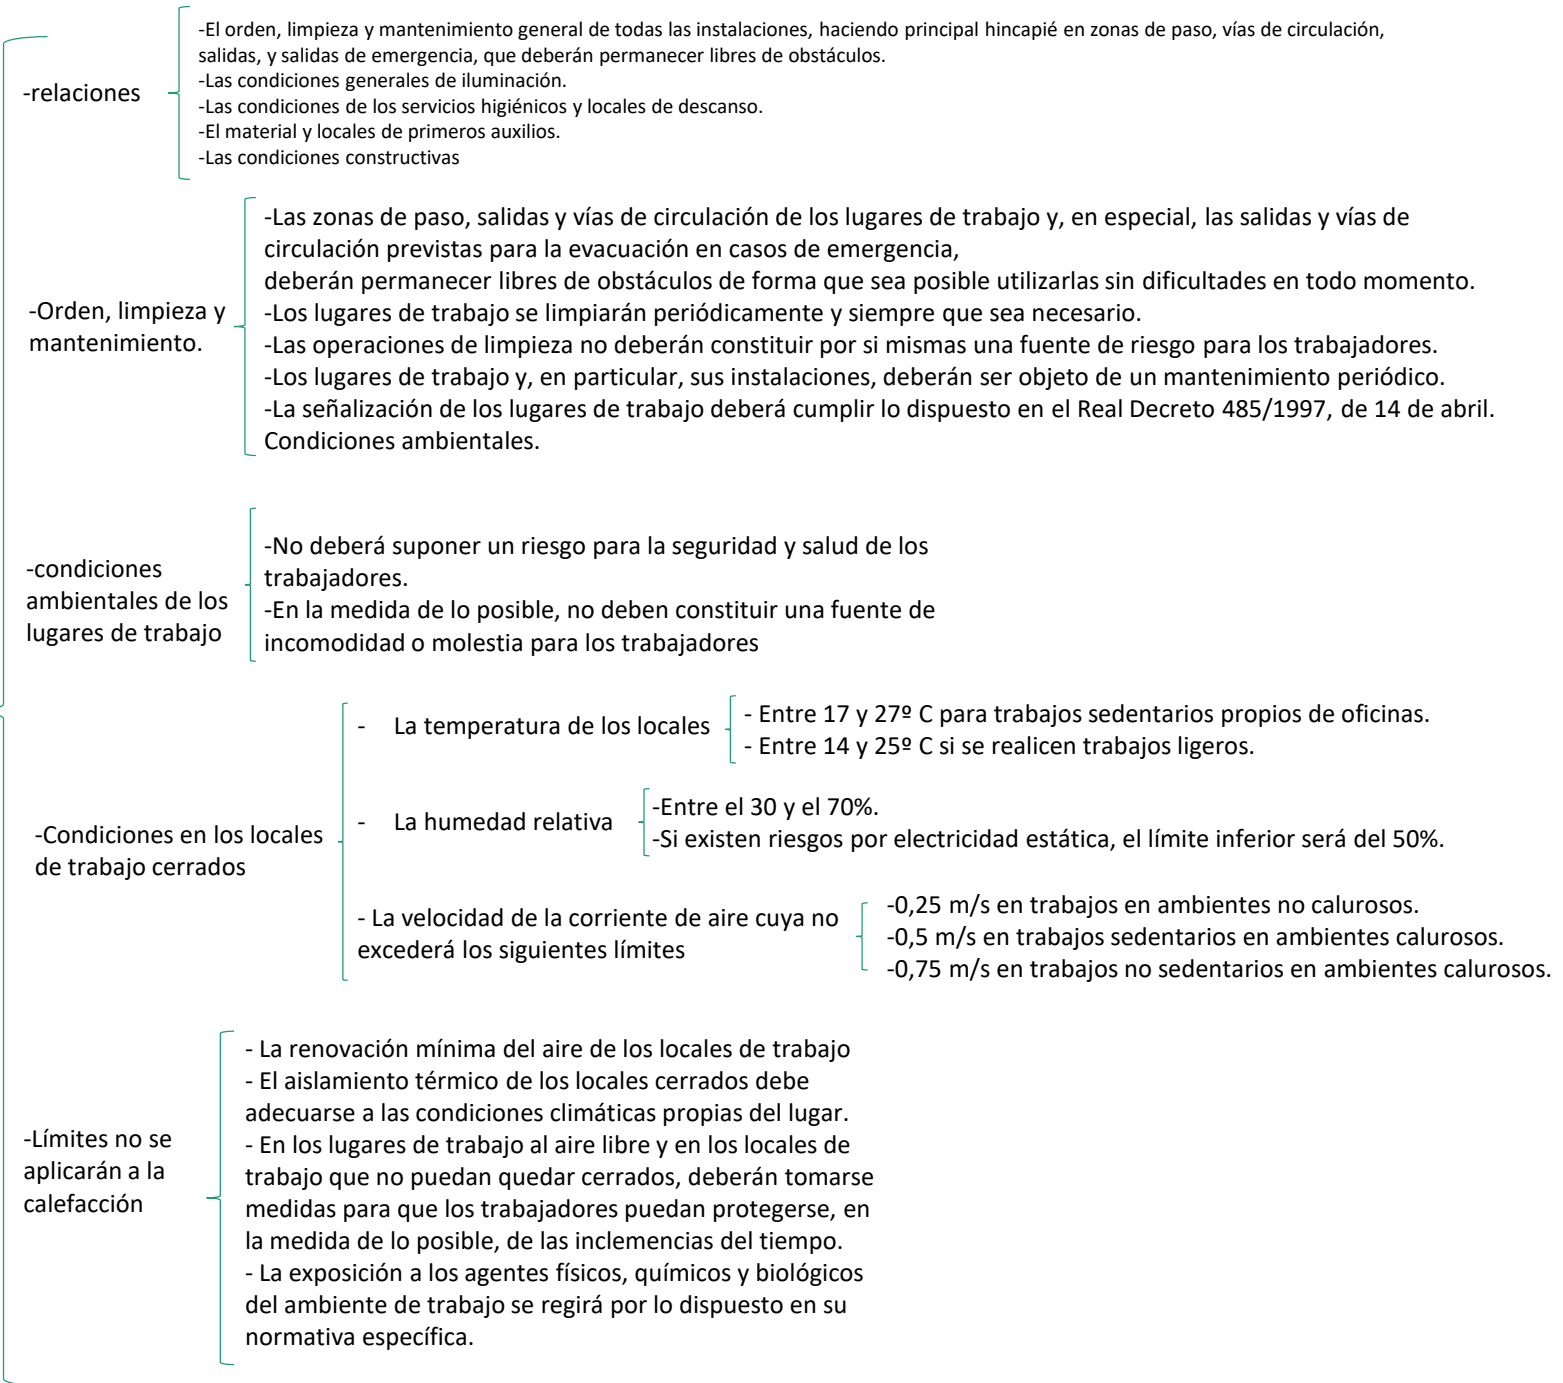 -relaciones
-El orden, limpieza y mantenimiento general de todas las instalaciones, haciendo principal hincapié en zonas de paso, vías de circulación,
salidas, y salidas de emergencia, que deberán permanecer libres de obstáculos.
-Las condiciones generales de iluminación.
-Las condiciones de los servicios higiénicos y locales de descanso.
-El material y locales de primeros auxilios.
-Las condiciones constructivas
-Orden, limpieza y
mantenimiento.
-Las zonas de paso, salidas y vías de circulación de los lugares de trabajo y, en especial, las salidas y vías de
circulación previstas para la evacuación en casos de emergencia,
deberán permanecer libres de obstáculos de forma que sea posible utilizarlas sin dificultades en todo momento.
-Los lugares de trabajo se limpiarán periódicamente y siempre que sea necesario.
-Las operaciones de limpieza no deberán constituir por si mismas una fuente de riesgo para los trabajadores.
-Los lugares de trabajo y, en particular, sus instalaciones, deberán ser objeto de un mantenimiento periódico.
-La señalización de los lugares de trabajo deberá cumplir lo dispuesto en el Real Decreto 485/1997, de 14 de abril.
Condiciones ambientales.
-condiciones
ambientales de los
lugares de trabajo
-No deberá suponer un riesgo para la seguridad y salud de los
trabajadores.
-En la medida de lo posible, no deben constituir una fuente de
incomodidad o molestia para los trabajadores
-Condiciones en los locales
de trabajo cerrados
- La temperatura de los locales
- Entre 17 y 27º C para trabajos sedentarios propios de oficinas.
- Entre 14 y 25º C si se realicen trabajos ligeros.
- La humedad relativa
-Entre el 30 y el 70%.
-Si existen riesgos por electricidad estática, el límite inferior será del 50%.
- La velocidad de la corriente de aire cuya no
excederá los siguientes límites
-0,25 m/s en trabajos en ambientes no calurosos.
-0,5 m/s en trabajos sedentarios en ambientes calurosos.
-0,75 m/s en trabajos no sedentarios en ambientes calurosos.
-Límites no se
aplicarán a la
calefacción
- La renovación mínima del aire de los locales de trabajo
- El aislamiento térmico de los locales cerrados debe
adecuarse a las condiciones climáticas propias del lugar.
- En los lugares de trabajo al aire libre y en los locales de
trabajo que no puedan quedar cerrados, deberán tomarse
medidas para que los trabajadores puedan protegerse, en
la medida de lo posible, de las inclemencias del tiempo.
- La exposición a los agentes físicos, químicos y biológicos
del ambiente de trabajo se regirá por lo dispuesto en su
normativa específica.